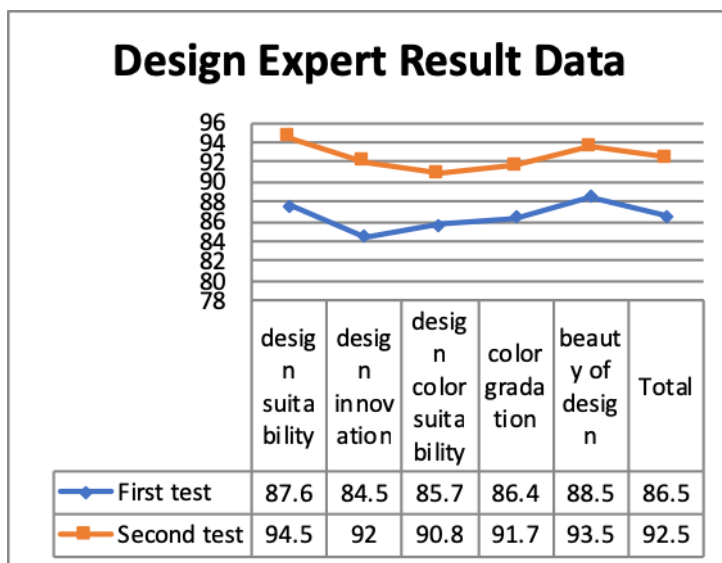 Design Expert Result Data
96
94
92
90
88
86
84
82
80
78
desig
n
suita
bility
desig
n
innov
ation
desig
n
color
suita
bility
color
grada
tion
beaut
y of
desig
n
Total
First test 87.6 84.5 85.7 86.4 88.5 86.5
Second test 94.5 92 90.8 91.7 93.5 92.5